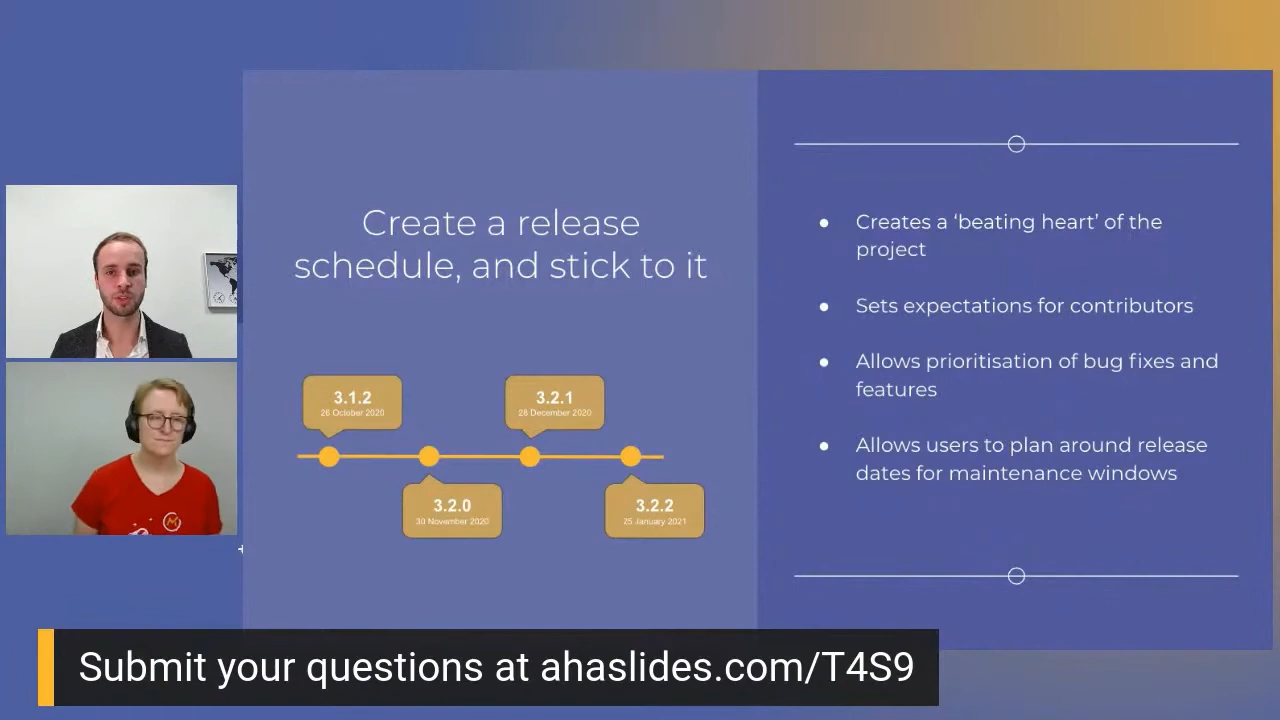 Create a release
schedule, and stick to it
3.1.2
26 October 2020
3.2.1
28 December 2020
3.2.0
30 November 2020
3.2.2
25 January 2021
Creates a ‘beating heart’ of the
project
Sets expectations for contributors
Allows prioritisation of bug fixes and
features
Allows users to plan around release
dates for maintenance windows
Submit your questions at ahaslides.com/T4S9